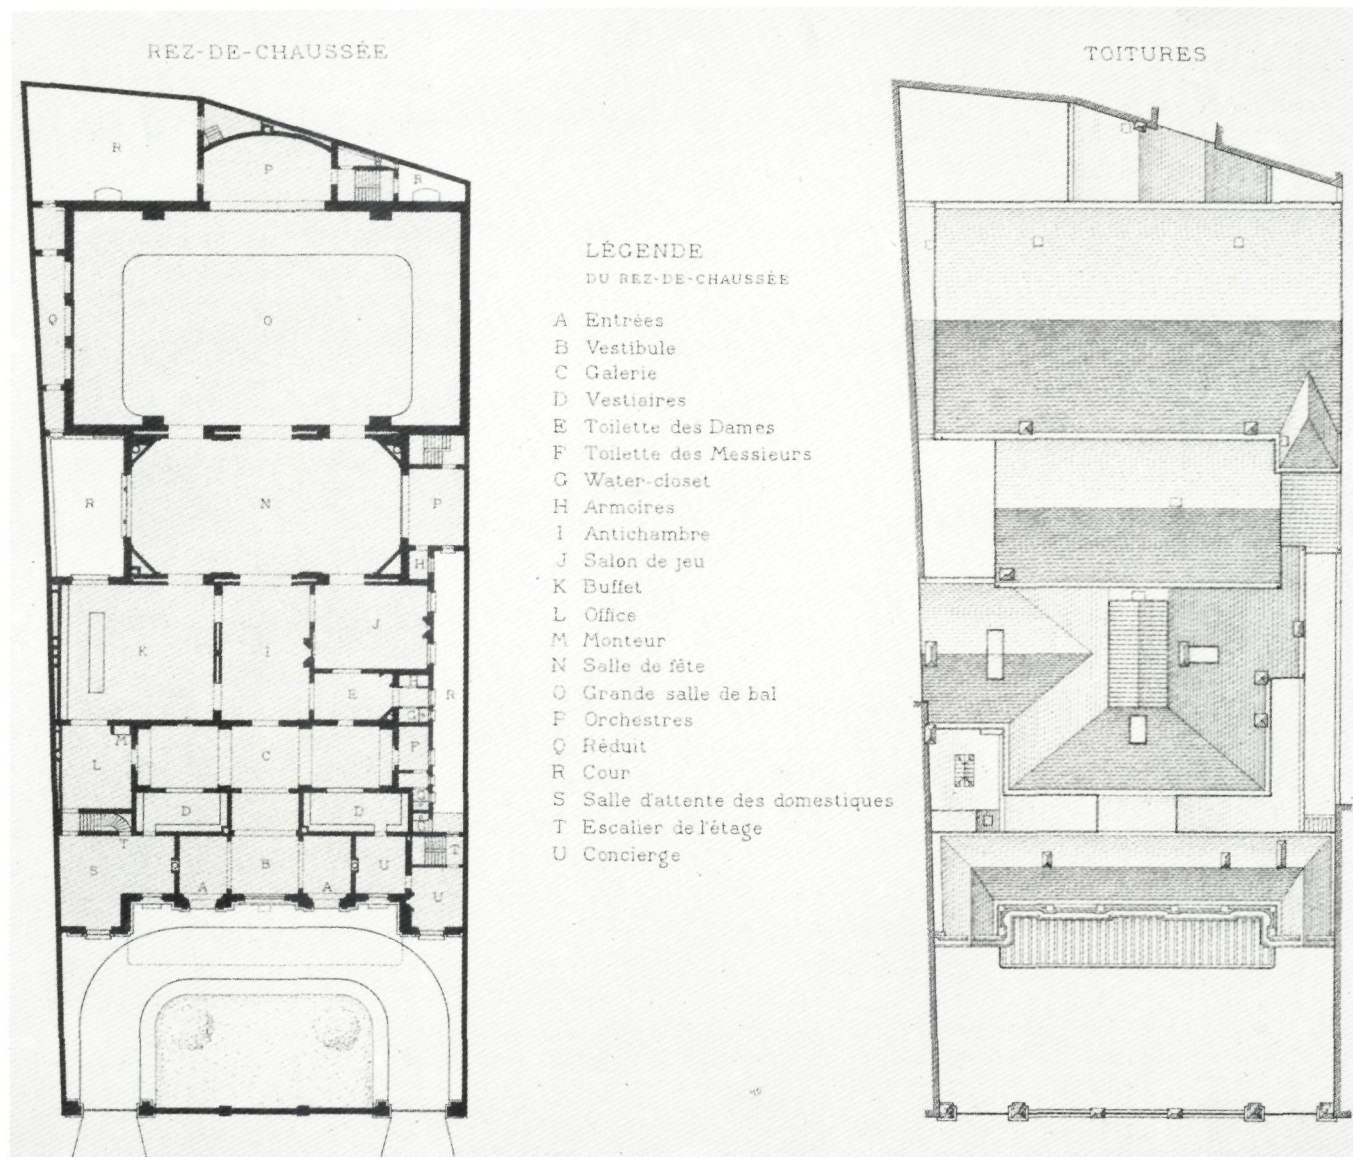 REZ-DE-CHAUSSÉE
R
P
R
Q
O
R
N
P
H
K
I
J
E
R
M
L
C
F
D
D
T
S
A
B
A
U
T
U
LÉGENDE
DU REZ-DE-CHAUSSÉE
A Entrées
B Vestibule
C Galerie
D Vestiaires
E Toilette des Dames
F Toilette des Messieurs
G Water-closet
H Armoires
I Antichambre
J Salon de jeu
K Buffet
L Office
M Monteur
N Salle de fête
O Grande salle de bal
P Orchestres
Q Réduit
R Cour
S Salle d'attente des domestiques
T Escalier de l'étage
U Concierge
TOITURES